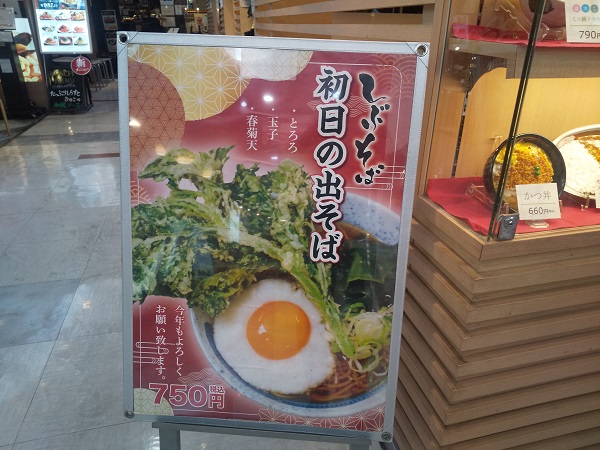 しぶそば
初日の出そば
・とろろ
・玉子
・春菊天
今年もよろしく
お願い致します。
750円
税込
790円
かつ丼
660円